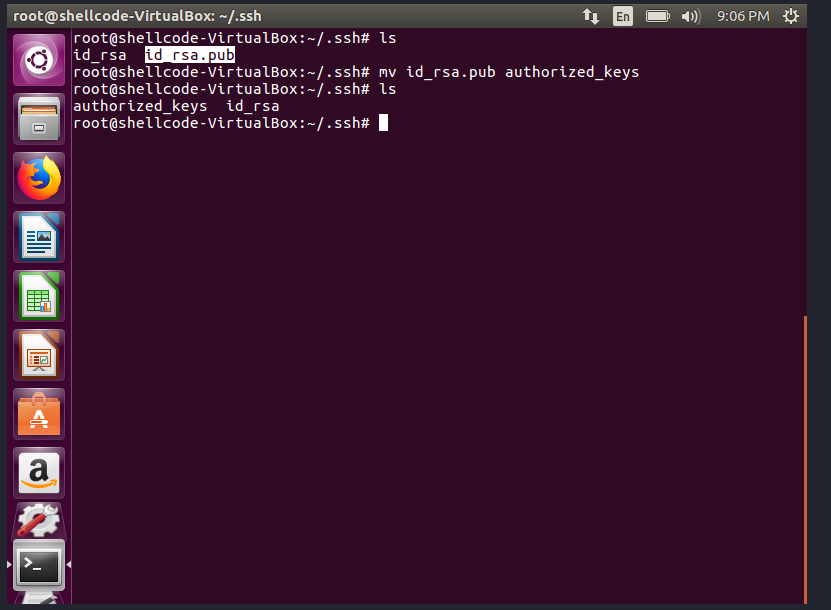 root@shellcode-VirtualBox: ~/.ssh
En
9:06 PM
root@shellcode-VirtualBox:~/.ssh# ls
id_rsa  id_rsa.pub
root@shellcode-VirtualBox:~/.ssh# mv id_rsa.pub authorized_keys
root@shellcode-VirtualBox:~/.ssh# ls
authorized_keys  id_rsa
root@shellcode-VirtualBox:~/.ssh#
A
a
>_